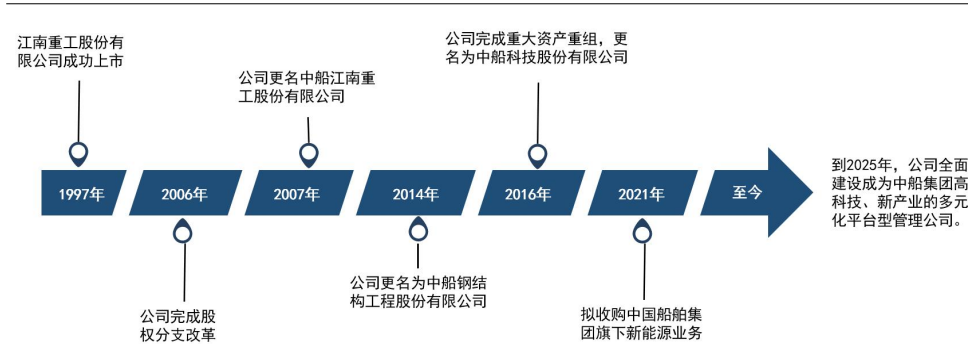 江南重工股份有
限公司成功上市
公司更名中船江南重
工股份有限公司
公司完成重大资产重组，更
名为中船科技股份有限公司
1997年
2006年
2007年
2014年
2016年
2021年
至今
到2025年，公司全面
建设成为中船集团高
科技、新产业的多元
化平台型管理公司。
公司完成股
权分支改革
公司更名为中船钢结
构工程股份有限公司
拟收购中国船舶集
团旗下新能源业务